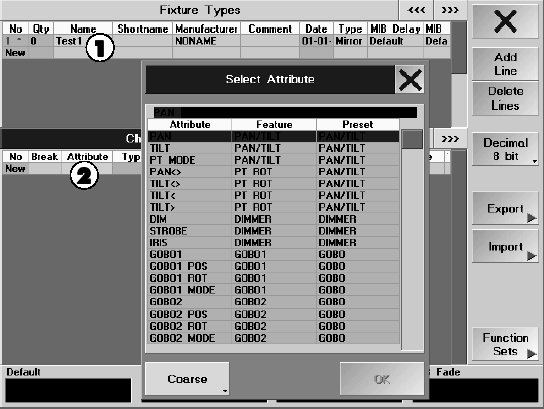 Fixture Types
<<< >>>
No Qty Name Shortname Manufacturer Comment Date Type MIB Delay MIB
1 0 Test1 NONAME 01-01- Mirror Default Defa
New
1
Add Line
Delete Lines
Decimal 8 bit
Export
Import
Function Sets
Ch
>>>
No Break Attribute Typ
New
2
Select Attribute
PAN
Attribute Feature Preset
PAN PAN/TILT PAN/TILT
TILT PAN/TILT PAN/TILT
PT MODE PAN/TILT PAN/TILT
PAN<> PT ROT PAN/TILT
TILT<> PT ROT PAN/TILT
TILT< PT ROT PAN/TILT
TILT> PT ROT PAN/TILT
DIM DIMMER DIMMER
STROBE DIMMER DIMMER
IRIS DIMMER DIMMER
GOBO1 GOBO1 GOBO
GOBO1 POS GOBO1 GOBO
GOBO1 ROT GOBO1 GOBO
GOBO1 MODE GOBO1 GOBO
GOBO2 GOBO2 GOBO
GOBO2 POS GOBO2 GOBO
GOBO2 ROT GOBO2 GOBO
GOBO2 MODE GOBO2 GOBO
Coarse
OK
Default
Fade